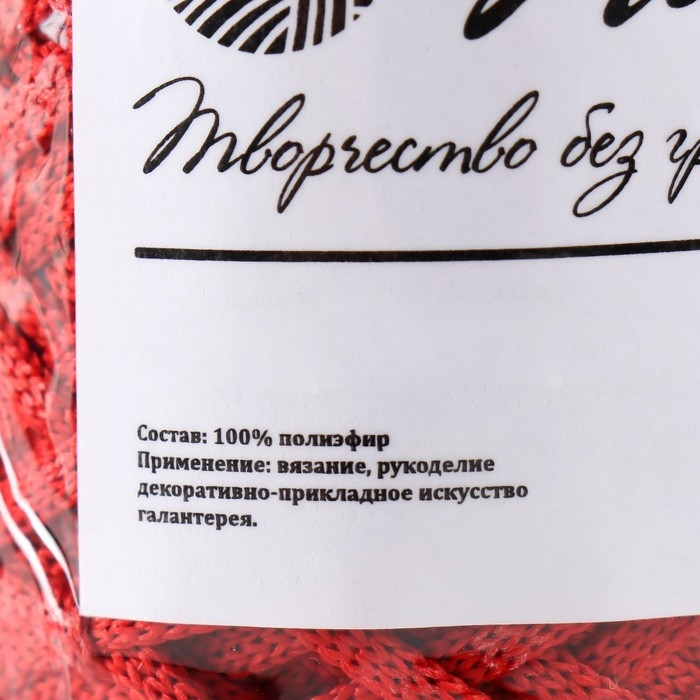 Творчество без
Состав: 100% полиэфир
Применение: вязание, рукоделие
декоративно-прикладное искусство
галантерея.